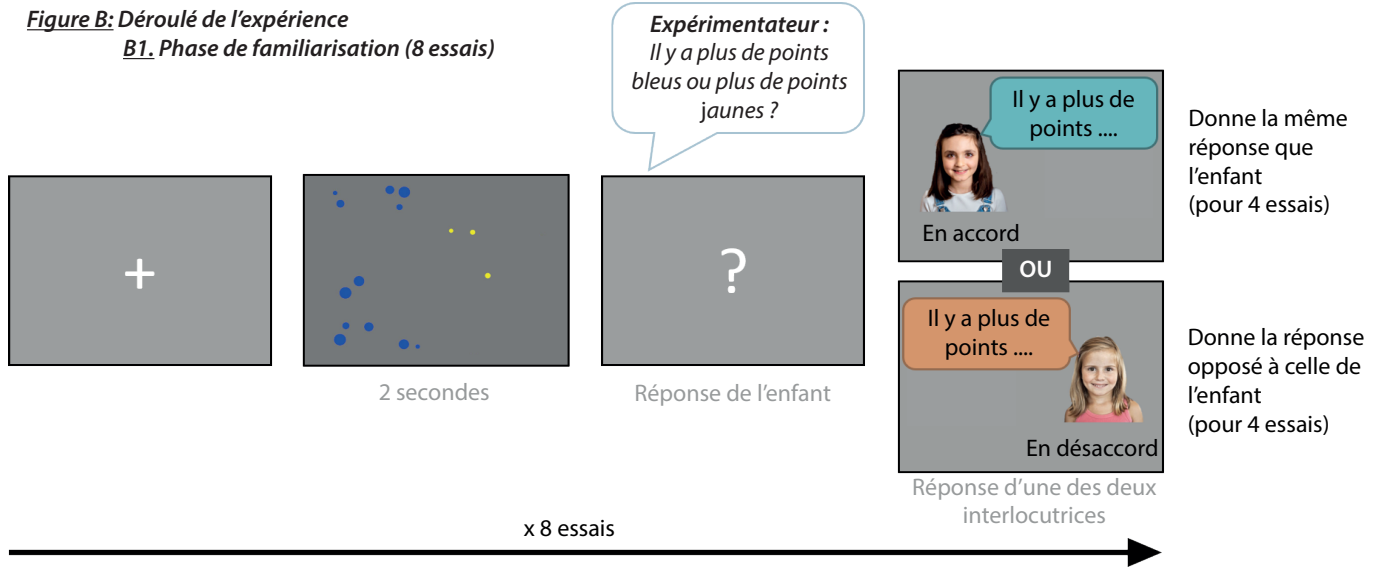 Figure B: Déroulé de l'expérience
B1. Phase de familiarisation (8 essais)
Expérimentateur :
Il y a plus de points
bleus ou plus de points
jaunes ?
+
2 secondes
?
Réponse de l'enfant
Il y a plus de
points ....
En accord
Donne la même
réponse que
l'enfant
(pour 4 essais)
OU
Il y a plus de
points ....
En désaccord
Donne la réponse
opposé à celle de
l'enfant
(pour 4 essais)
Réponse d'une des deux
interlocutrices
x 8 essais